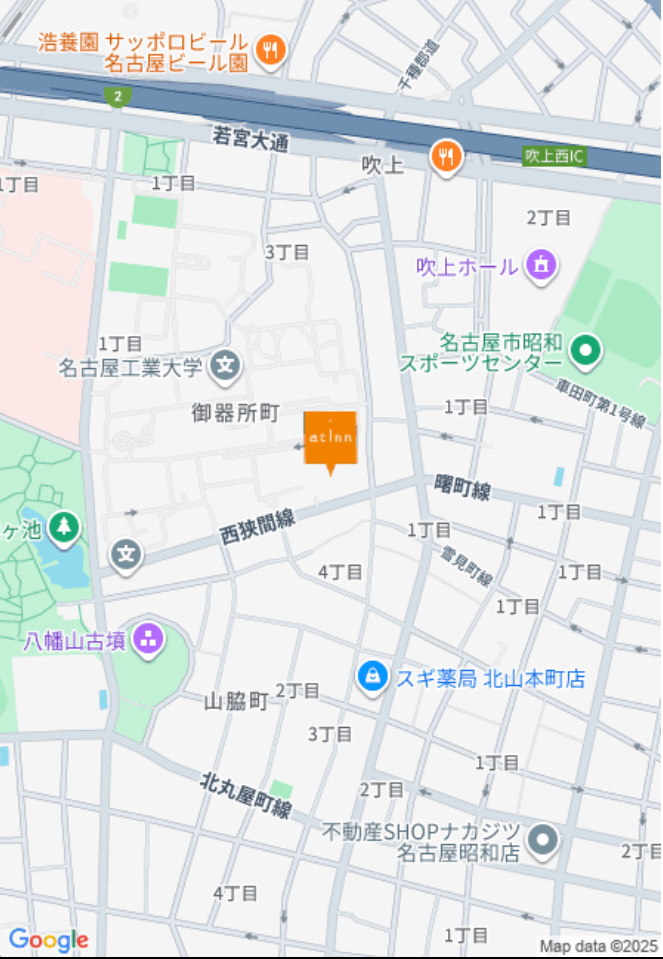 浩養園 サッポロビール
名古屋ビール園
千種郡道
2
若宮大通
吹上
吹上西IC
1丁目
1丁目
2丁目
3丁目
吹上ホール
1丁目
名古屋工業大学
名古屋市昭和
スポーツセンター
車田町第1号線
御器所町
1丁目
at inn
曙町線
西狭間線
1丁目
1丁目
ヶ池
雪見町線
4丁目
1丁目
1丁目
八幡山古墳
スギ薬局 北山本町店
山脇町
2丁目
3丁目
1丁目
北丸屋町線
2丁目
不動産SHOPナカジツ
名古屋昭和店
2丁目
4丁目
1丁目
Google
Map data ©2025